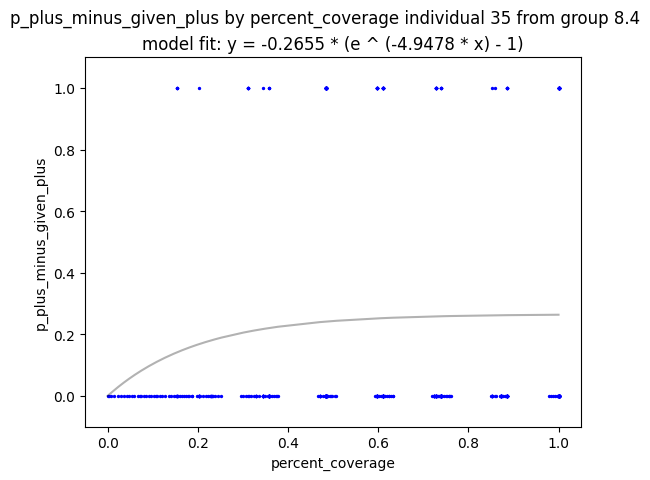 p_plus_minus_given_plus by percent_coverage individual 35 from group 8.4
model fit: y = -0.2655 * (e ^ (-4.9478 * x) - 1)
1.0
0.8
0.6
0.4
0.2
0.0
p_plus_minus_given_plus
0.0 0.2 0.4 0.6 0.8 1.0
percent_coverage